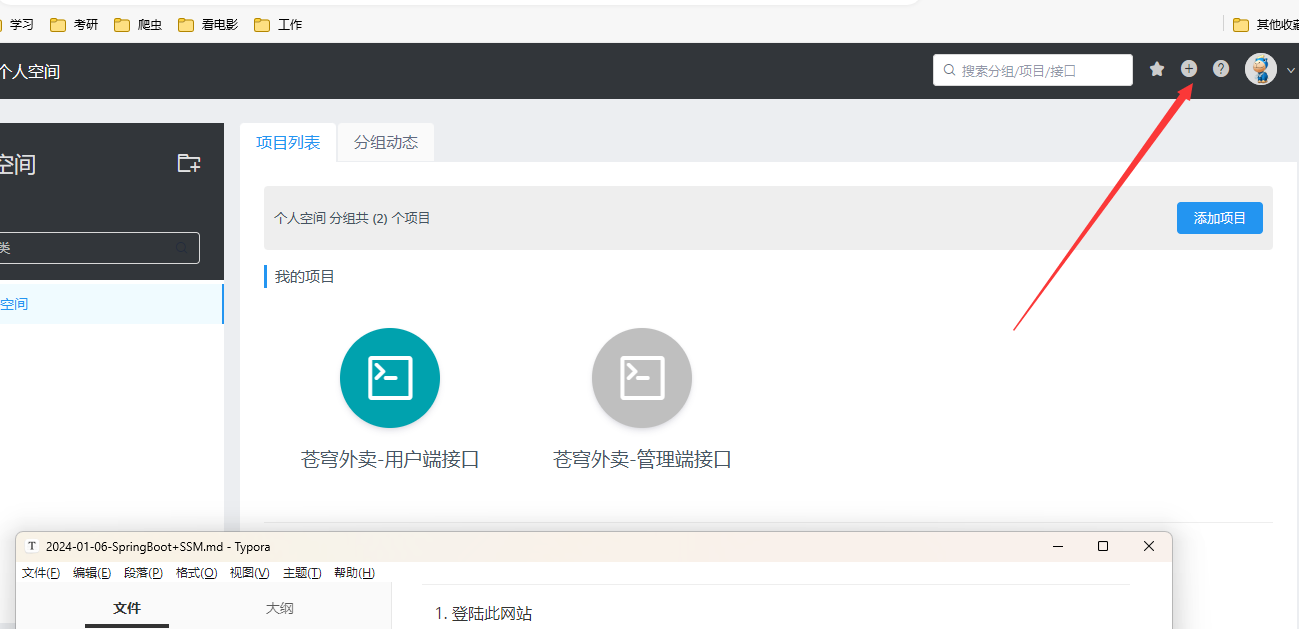 学习 考研 爬虫 看电影 工作 其他收藏
个人空间 搜索分组/项目/接口
空间
项目列表 分组动态
类
个人空间 分组共 (2) 个项目 添加项目
我的项目
空间
苍穹外卖-用户端接口 苍穹外卖-管理端接口
T 2024-01-06-SpringBoot+SSM.md - Typora
文件(F) 编辑(E) 段落(P) 格式(O) 视图(V) 主题(T) 帮助(H)
文件 大纲
1. 登陆此网站